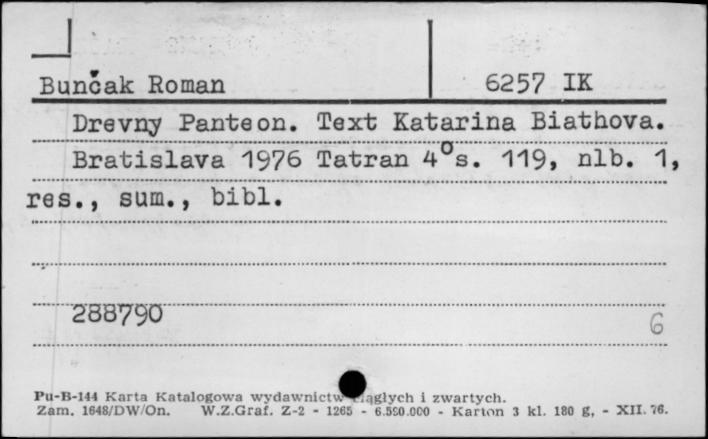 Bunčak Roman 6257 IK
Drevny Panteon. Text Katarina Biathova.
Bratislava 1976 Tatran 4°s. 119, nlb. 1,
res., sum., bibl.
288790 6
Pu-B-144 Karta Katalogowa wydawnictw ciągłych i zwartych.
Zam. 1648/DW/On. W.Z.Graf. Z-2 - 1265 - 6.500.000 - Karton 3 kl. 180 g, - XII. 76.